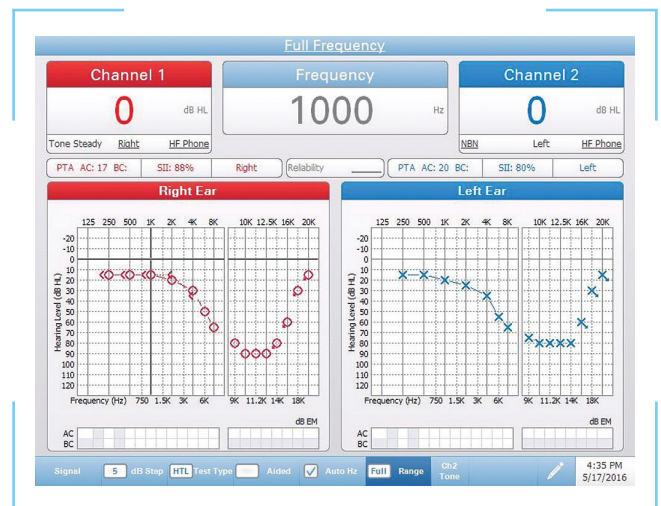 Full Frequency
Channel 1 Frequency Channel 2
0 dB HL 1000 Hz 0 dB HL
Tone Steady Right HF Phone NBN Left HF Phone
PTA AC: 17 BC: SII: 88% Right Reliability PTA AC: 20 BC: SII: 80% Left
Right Ear
125 250 500 1K 2K 4K 8K 10K 12.5K 16K 20K
Hearing Level (dB HL)
-20
-10
0
10
20
30
40
50
60
70
80
90
100
110
120
Frequency (Hz) 750 1.5K 3K 6K 9K 11.2K 14K 18K
dB EM
AC
BC
Left Ear
125 250 500 1K 2K 4K 8K 10K 12.5K 16K 20K
Hearing Level (dB HL)
-20
-10
0
10
20
30
40
50
60
70
80
90
100
110
120
Frequency (Hz) 750 1.5K 3K 6K 9K 11.2K 14K 18K
dB EM
AC
BC
Signal 5 dB Step HTL Test Type Aided Auto Hz Full Range Ch2 Tone
4:35 PM
5/17/2016